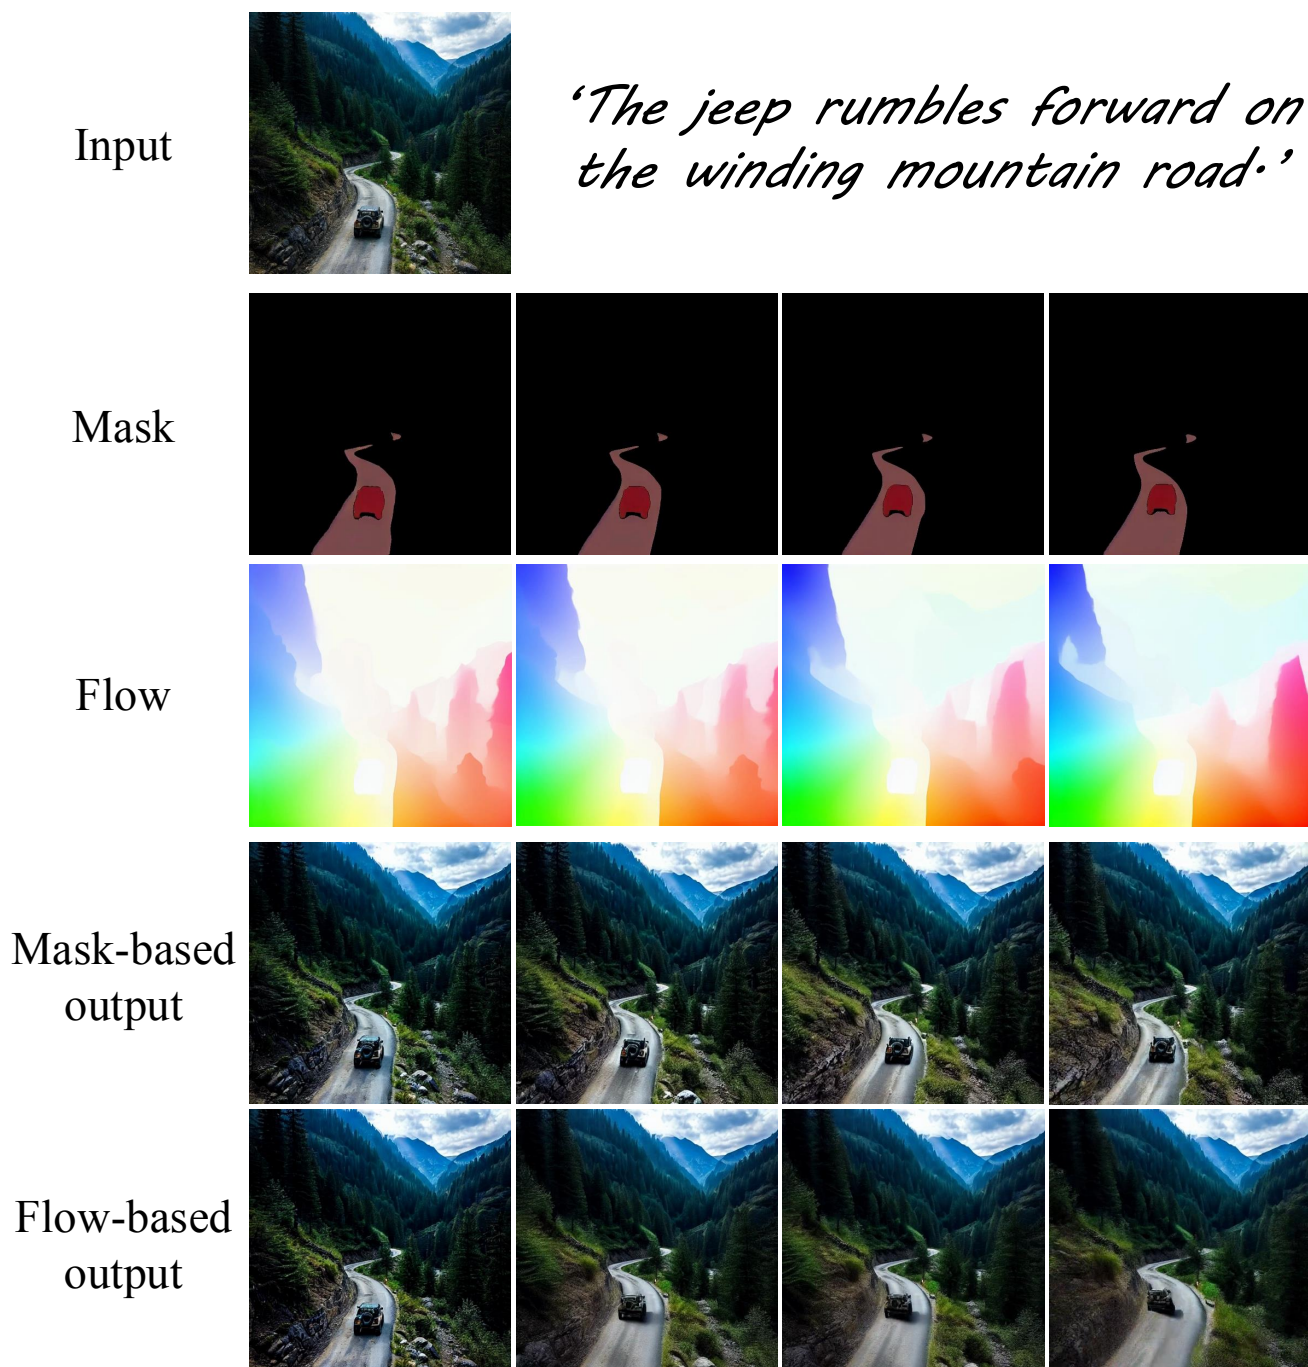 Input
‘The jeep rumbles forward on
the winding mountain road.’
Mask
Flow
Mask-based
output
Flow-based
output